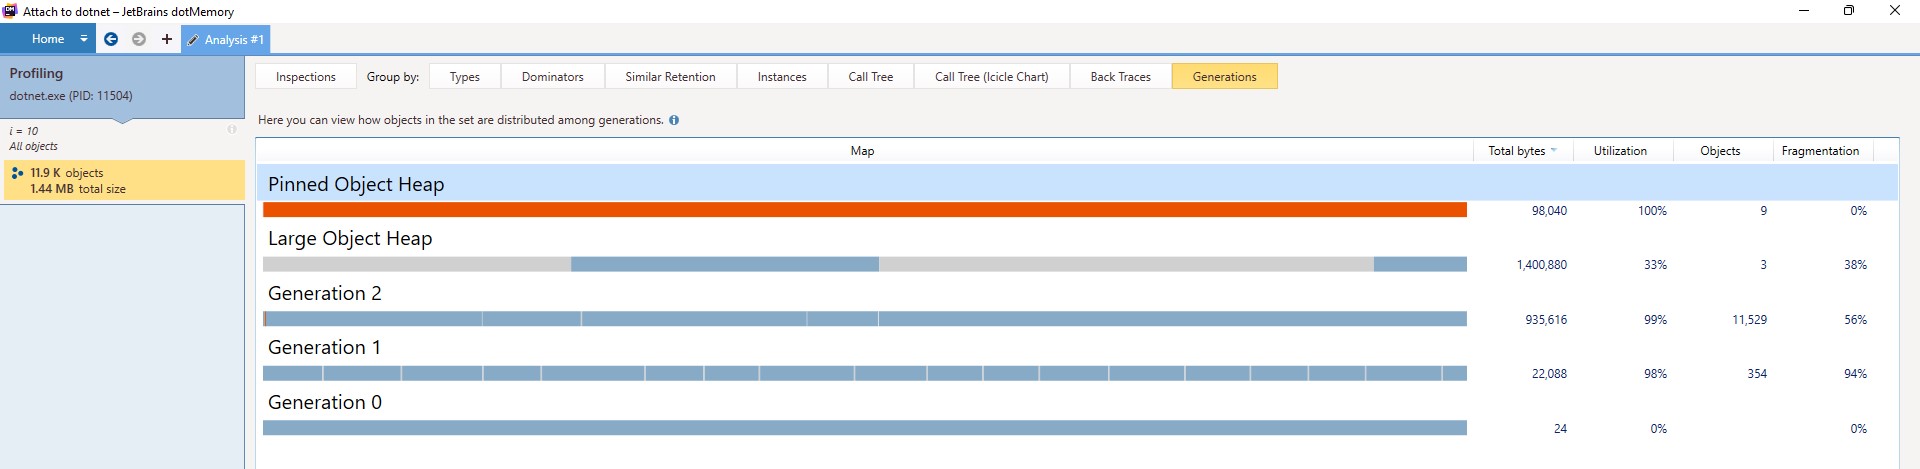 Attach to dotnet – JetBrains dotMemory
Home
Analysis #1
Profiling
dotnet.exe (PID: 11504)
i = 10
All objects
11.9 K objects
1.44 MB total size
Inspections Group by: Types Dominators Similar Retention Instances Call Tree Call Tree (Icicle Chart) Back Traces Generations
Here you can view how objects in the set are distributed among generations.
Map Total bytes Utilization Objects Fragmentation
Pinned Object Heap
98,040 100% 9 0%
Large Object Heap
1,400,880 33% 3 38%
Generation 2
935,616 99% 11,529 56%
Generation 1
22,088 98% 354 94%
Generation 0
24 0% 0%